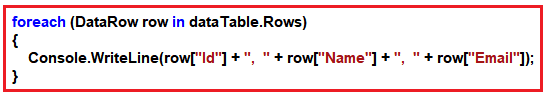 foreach (DataRow row in dataTable.Rows)
{
    Console.WriteLine(row["Id"] + ",  " + row["Name"] + ",  " + row["Email"]);
}